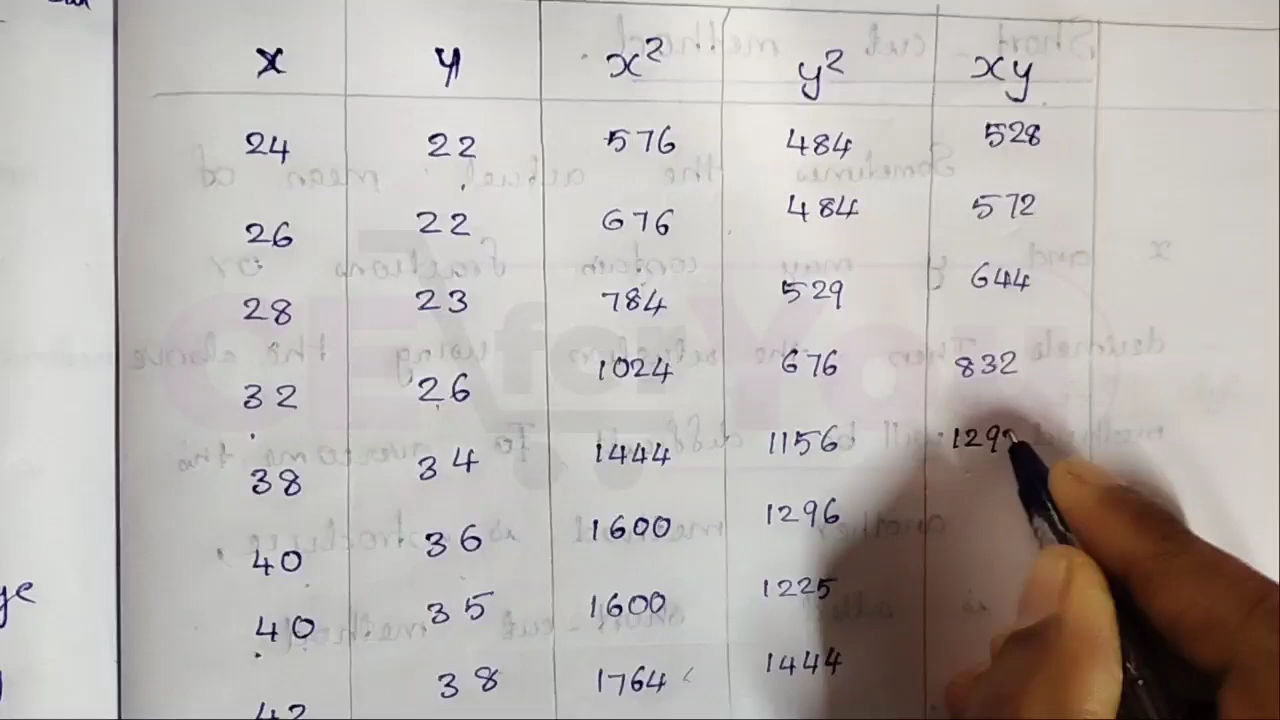 x y x² y² xy
24 22 576 484 528
26 22 676 484 572
28 23 784 529 644
32 26 1024 676 832
38 34 1444 1156 129
40 36 1600 1296
40 35 1600 1225
42 38 1764 1444